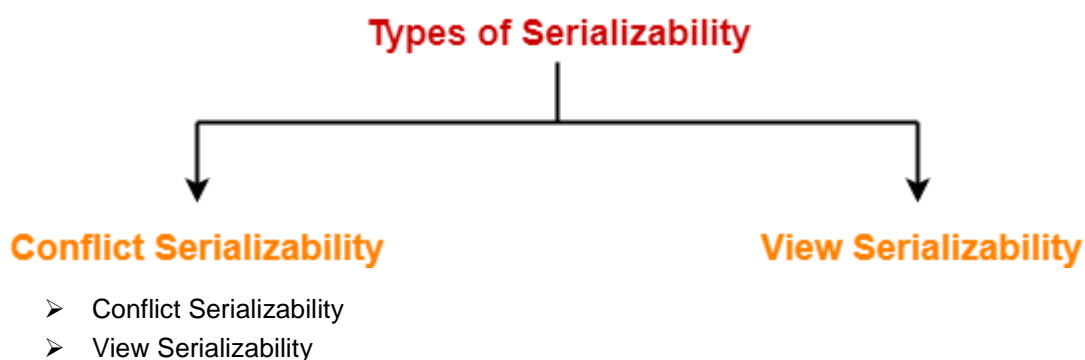 Types of Serializability
Conflict Serializability View Serializability
➢ Conflict Serializability
➢ View Serializability